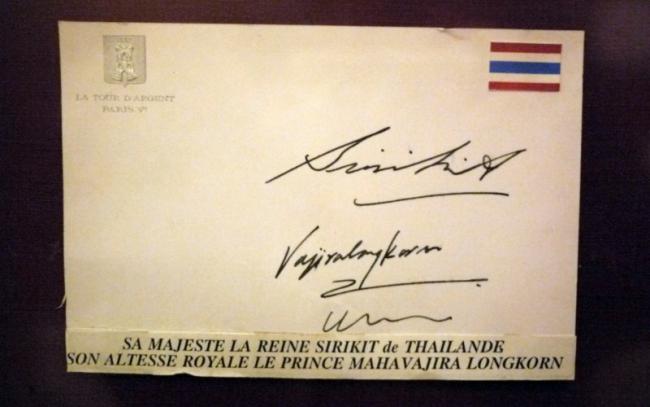 LA TOUR D'ARGENT
PARIS Vᵉ
Sirikit
Vajiralongkorn
SA MAJESTE LA REINE SIRIKIT de THAILANDE
SON ALTESSE ROYALE LE PRINCE MAHAVAJIRA LONGKORN